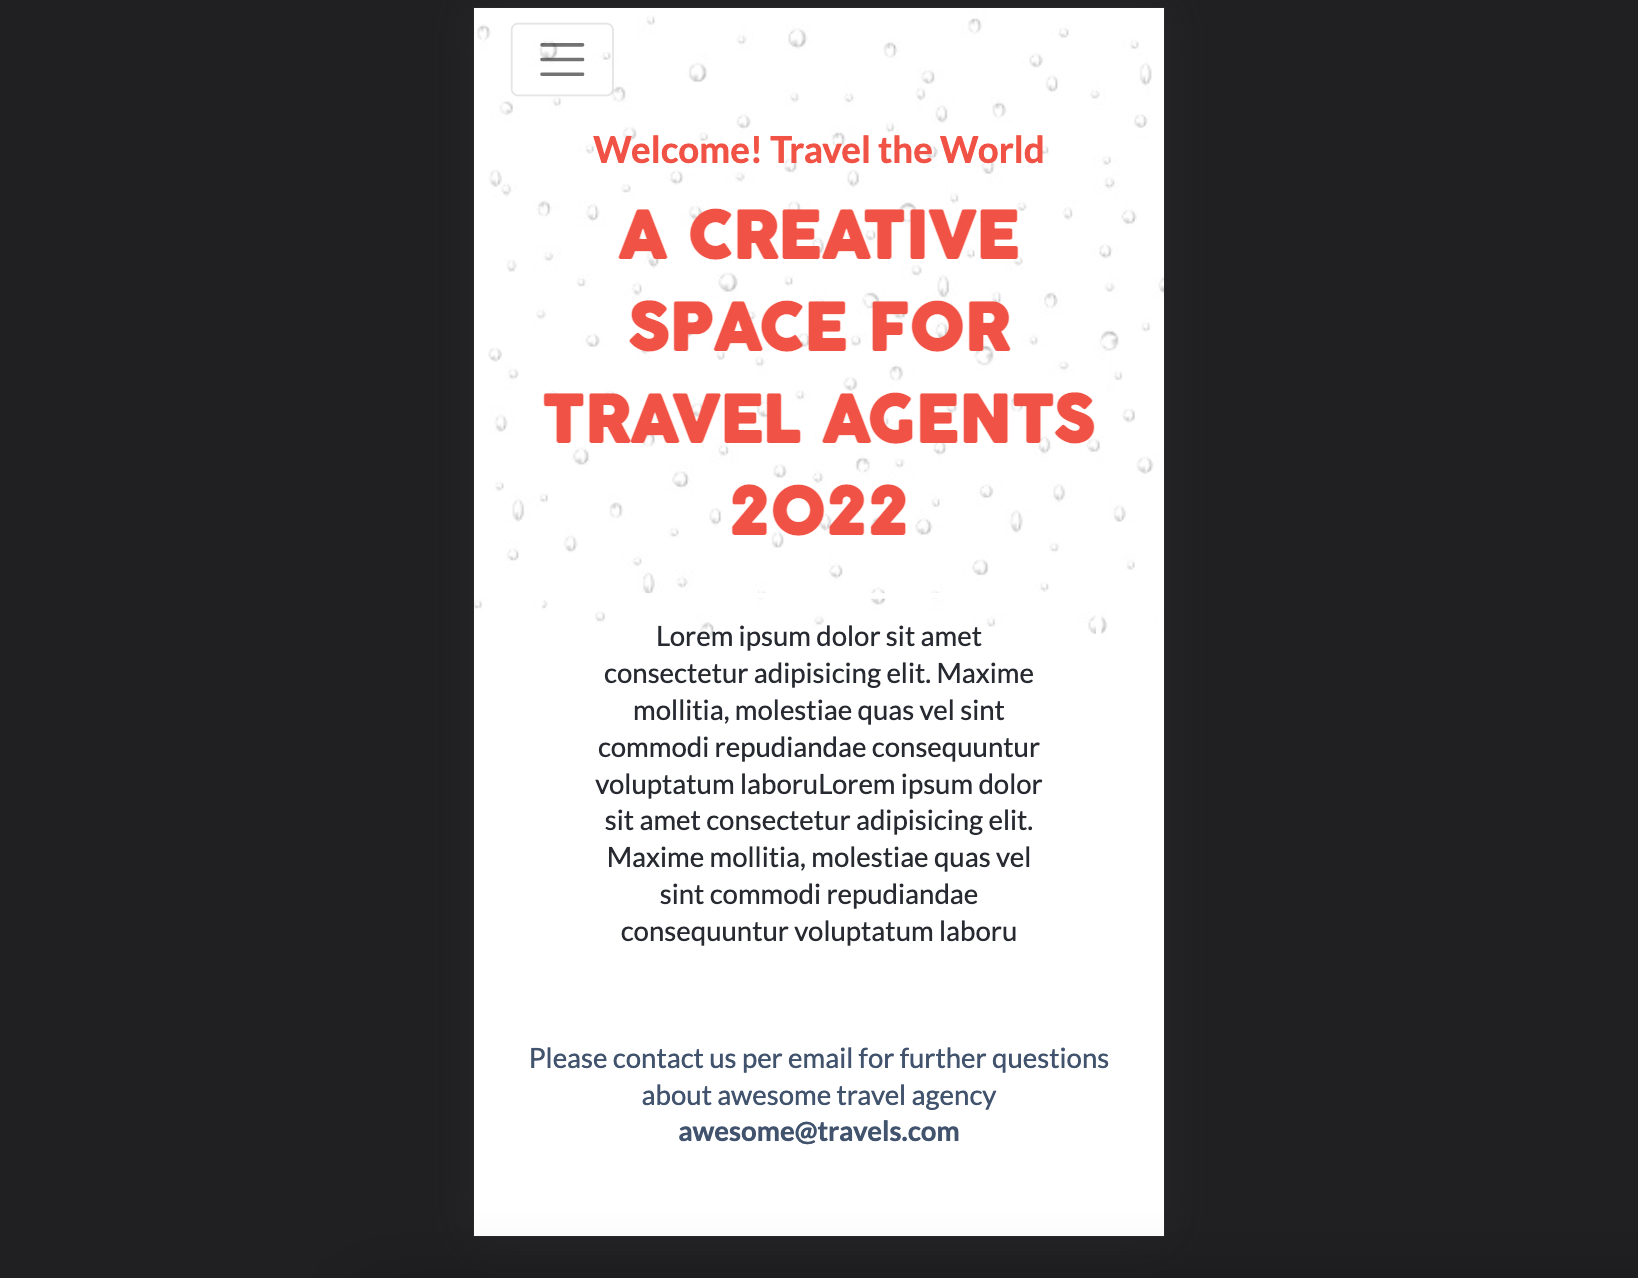 Welcome! Travel the World
A CREATIVE
SPACE FOR
TRAVEL AGENTS
2022
Lorem ipsum dolor sit amet
consectetur adipisicing elit. Maxime
mollitia, molestiae quas vel sint
commodi repudiandae consequuntur
voluptatum laboruLorem ipsum dolor
sit amet consectetur adipisicing elit.
Maxime mollitia, molestiae quas vel
sint commodi repudiandae
consequuntur voluptatum laboru
Please contact us per email for further questions
about awesome travel agency
awesome@travels.com